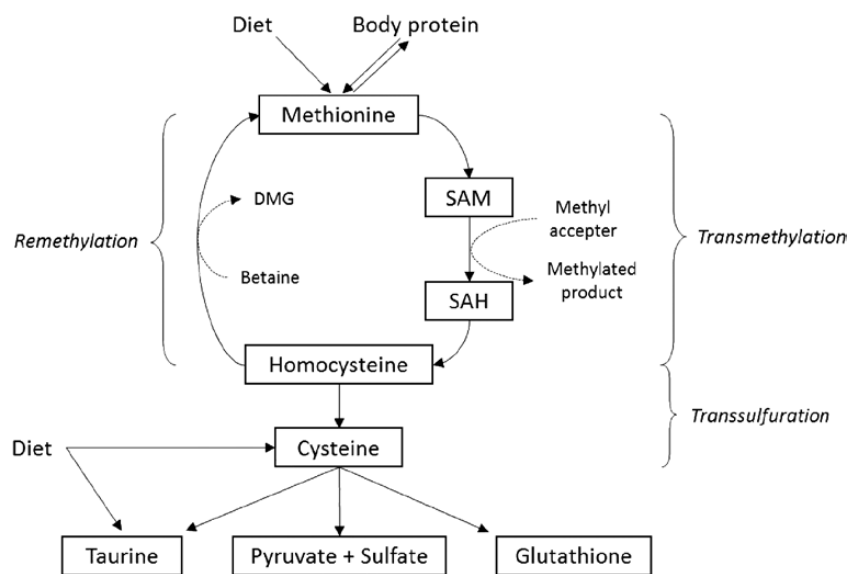 Diet
Body protein
Methionine
SAM
DMG
Methyl
accepter
Remethylation
Transmethylation
Betaine
Methylated
product
SAH
Homocysteine
Transsulfuration
Diet
Cysteine
Taurine
Pyruvate + Sulfate
Glutathione